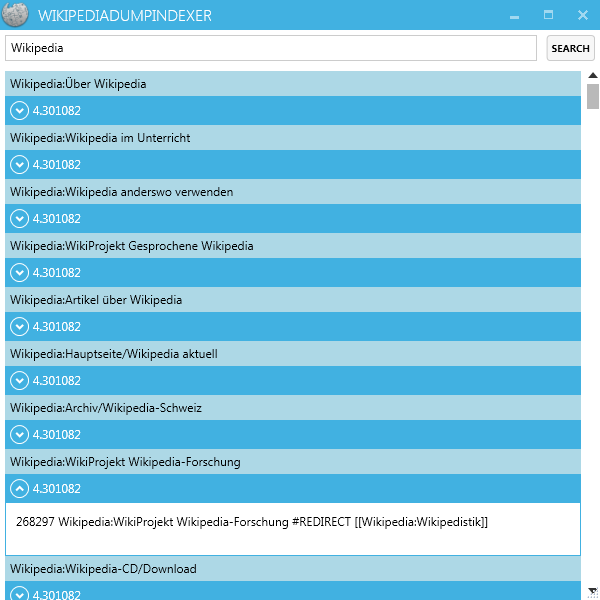 WIKIPEDIADUMPINDEXER
Wikipedia
SEARCH
Wikipedia:Über Wikipedia
4.301082
Wikipedia:Wikipedia im Unterricht
4.301082
Wikipedia:Wikipedia anderswo verwenden
4.301082
Wikipedia:WikiProjekt Gesprochene Wikipedia
4.301082
Wikipedia:Artikel über Wikipedia
4.301082
Wikipedia:Hauptseite/Wikipedia aktuell
4.301082
Wikipedia:Archiv/Wikipedia-Schweiz
4.301082
Wikipedia:WikiProjekt Wikipedia-Forschung
4.301082
268297 Wikipedia:WikiProjekt Wikipedia-Forschung #REDIRECT [[Wikipedia:Wikipedistik]]
Wikipedia:Wikipedia-CD/Download
4.301082